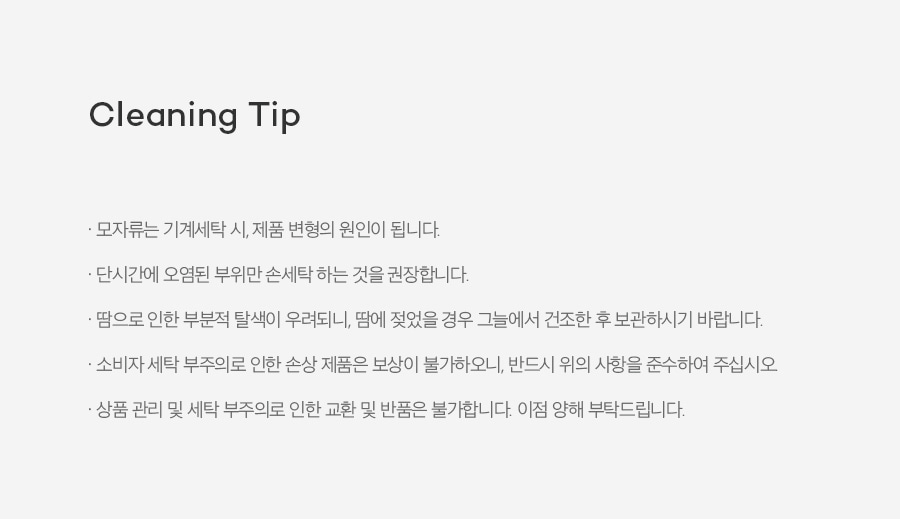 Cleaning Tip
· 모자류는 기계세탁 시, 제품 변형의 원인이 됩니다.
· 단시간에 오염된 부위만 손세탁 하는 것을 권장합니다.
· 땀으로 인한 부분적 탈색이 우려되니, 땀에 젖었을 경우 그늘에서 건조한 후 보관하시기 바랍니다.
· 소비자 세탁 부주의로 인한 손상 제품은 보상이 불가하오니, 반드시 위의 사항을 준수하여 주십시오.
· 상품 관리 및 세탁 부주의로 인한 교환 및 반품은 불가합니다. 이점 양해 부탁드립니다.